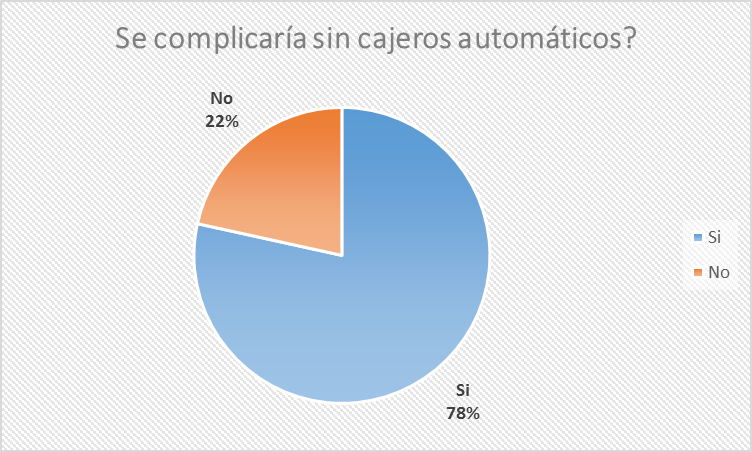 Se complicaría sin cajeros automáticos?
No
22%
Si
78%
Si
No